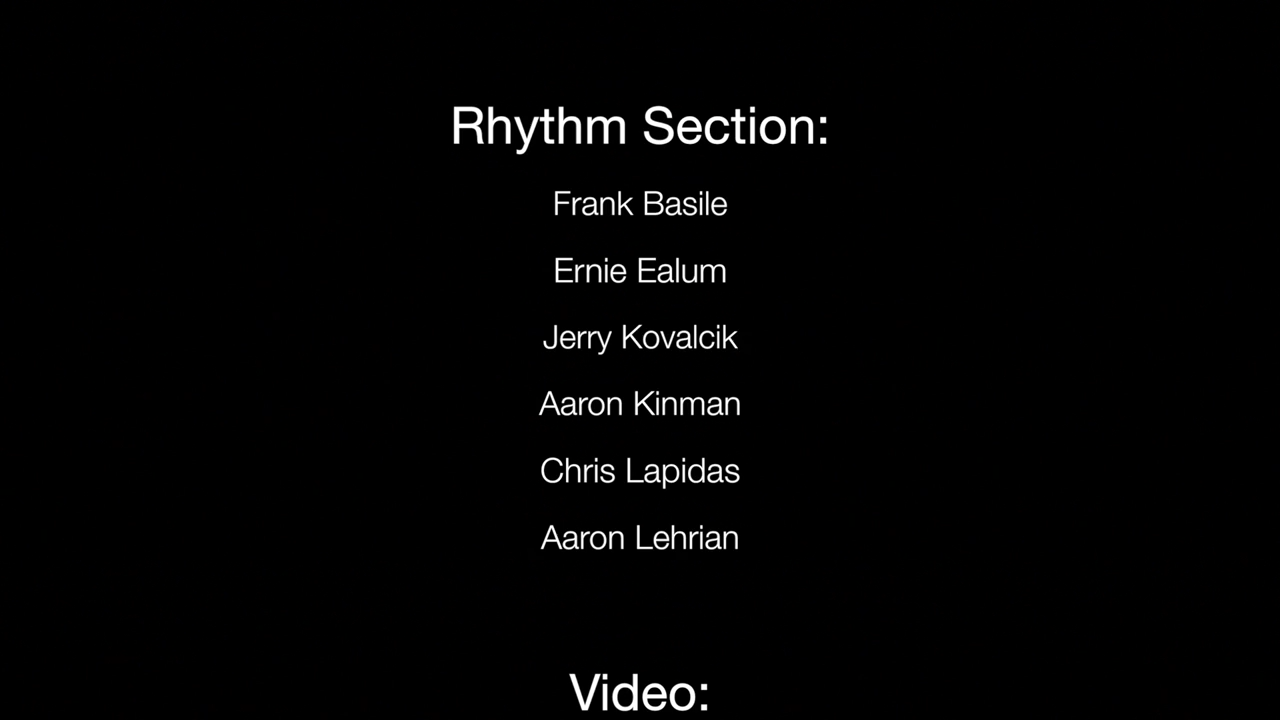 Rhythm Section:
Frank Basile
Ernie Ealum
Jerry Kovalcik
Aaron Kinman
Chris Lapidas
Aaron Lehrian
Video: